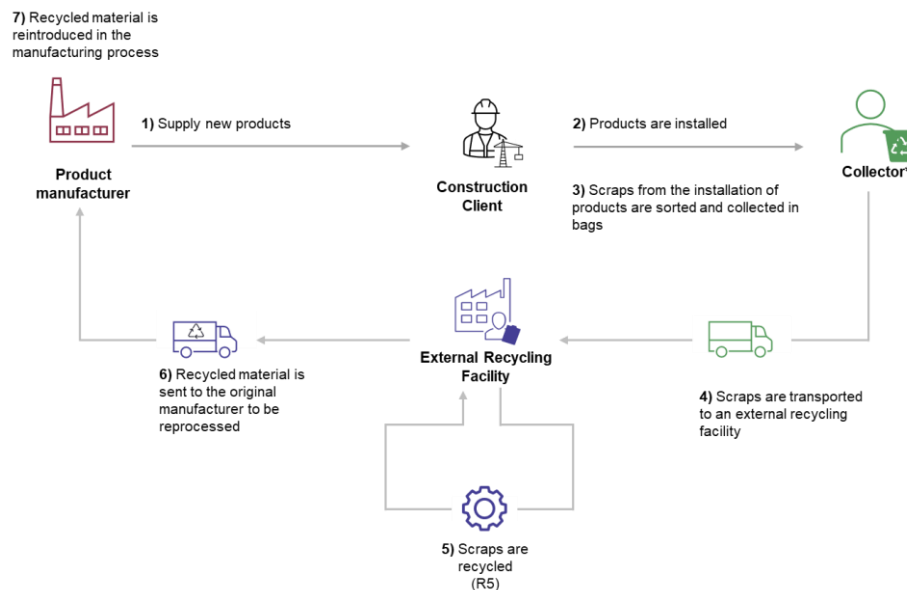 7) Recycled material is
reintroduced in the
manufacturing process
1) Supply new products
2) Products are installed
Product
manufacturer
Construction
Client
Collector*
3) Scraps from the installation of
products are sorted and collected in
bags
External Recycling
Facility
6) Recycled material is
sent to the original
manufacturer to be
reprocessed
4) Scraps are transported
to an external recycling
facility
5) Scraps are
recycled
(R5)